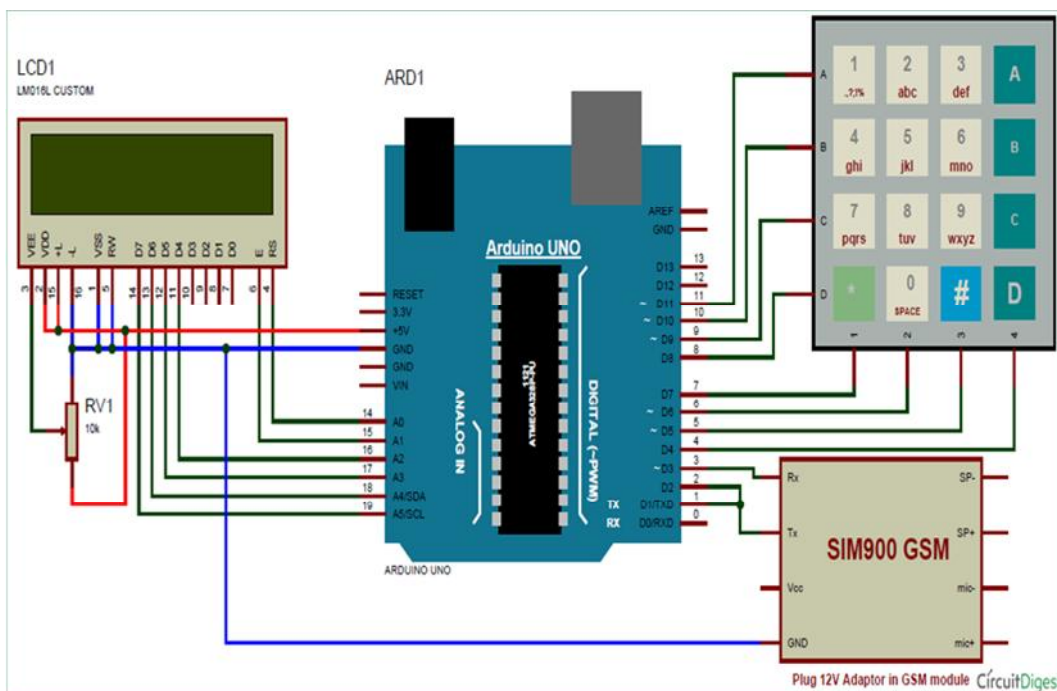 LCD1
LM016L CUSTOM
VEE
VDD
+L
-L
VSS
RW
D7
D6
D5
D4
D3
D2
D1
D0
E
RS
3
2
15
16
1
5
14
13
12
11
10
9
8
7
6
4
RV1
10k
ARD1
Arduino UNO
RESET
3.3V
+5V
GND
GND
VIN
14 A0
15 A1
16 A2
17 A3
18 A4/SDA
19 A5/SCL
ANALOG IN
1121
ATMEGA328P-PU
DIGITAL (~PWM)
AREF
GND
D13 13
D12 12
~ D11 11
~ D10 10
~ D9 9
D8 8
D7 7
~ D6 6
~ D5 5
D4 4
~ D3 3
D2 2
TX D1/TXD 1
RX D0/RXD 0
ARDUINO UNO
A
B
C
D
1
.,?,!%
2
abc
3
def
A
4
ghi
5
jkl
6
mno
B
7
pqrs
8
tuv
9
wxyz
C
*
0
SPACE
#
D
1
2
3
4
Rx
Tx
Vcc
GND
SIM900 GSM
SP-
SP+
mic-
mic+
Plug 12V Adaptor in GSM module
CircuitDiges